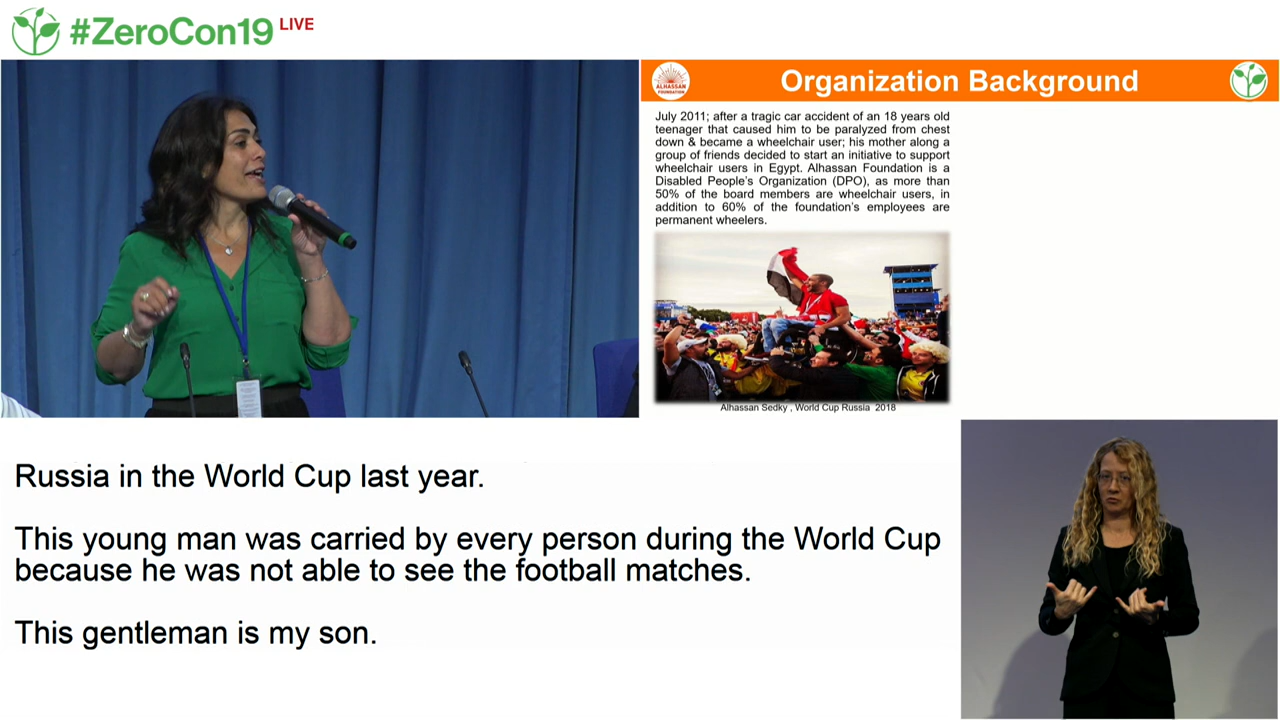 #ZeroCon19 LIVE
ALHASSAN
FOUNDATION
Organization Background
July 2011; after a tragic car accident of an 18 years old
teenager that caused him to be paralyzed from chest
down & became a wheelchair user; his mother along a
group of friends decided to start an initiative to support
wheelchair users in Egypt. Alhassan Foundation is a
Disabled People's Organization (DPO), as more than
50% of the board members are wheelchair users, in
addition to 60% of the foundation's employees are
permanent wheelers.
Alhassan Sedky , World Cup Russia 2018
Russia in the World Cup last year.
This young man was carried by every person during the World Cup
because he was not able to see the football matches.
This gentleman is my son.